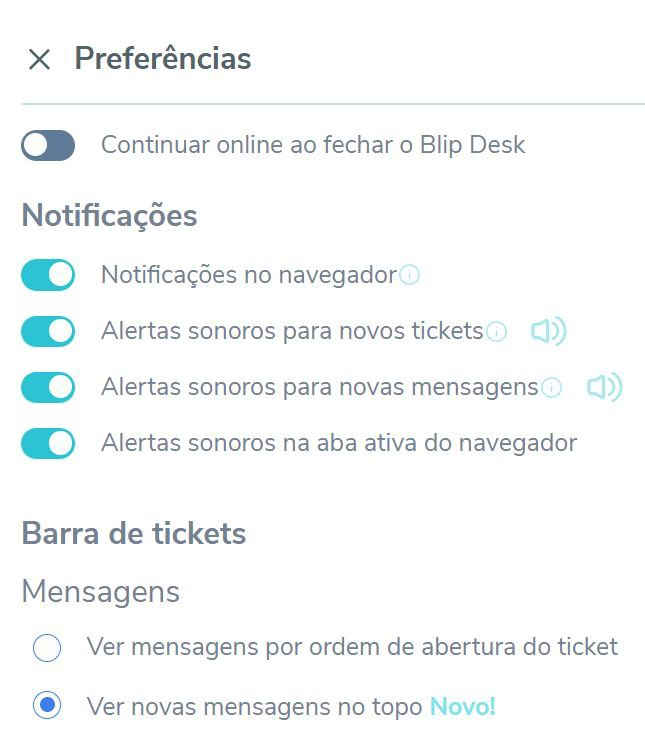 Preferências
Continuar online ao fechar o Blip Desk
Notificações
Notificações no navegador
Alertas sonoros para novos tickets
Alertas sonoros para novas mensagens
Alertas sonoros na aba ativa do navegador
Barra de tickets
Mensagens
Ver mensagens por ordem de abertura do ticket
Ver novas mensagens no topo Novo!